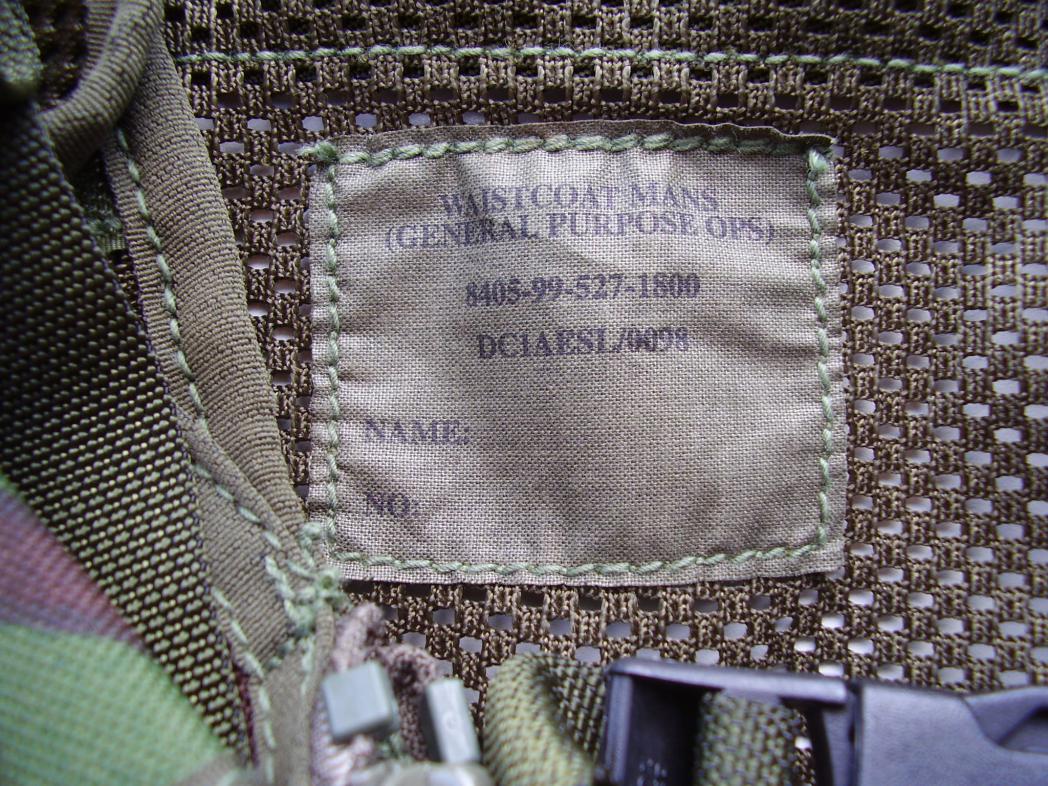 WAISTCOAT MANS
(GENERAL PURPOSE OPS)
8405-99-527-1800
DC1AESL/0098
NAME:
NO: